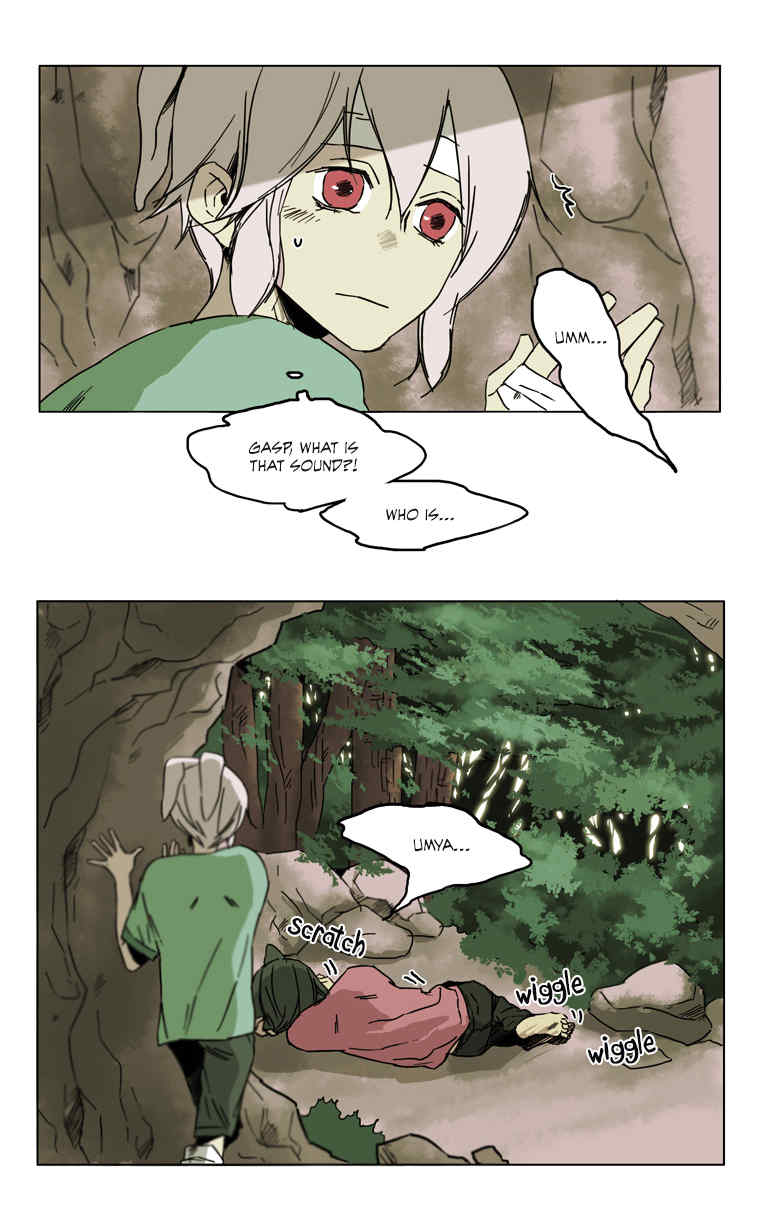 UMM...
GASP, WHAT IS
THAT SOUND?!
WHO IS...
UMYA...
scratch
wiggle
wiggle